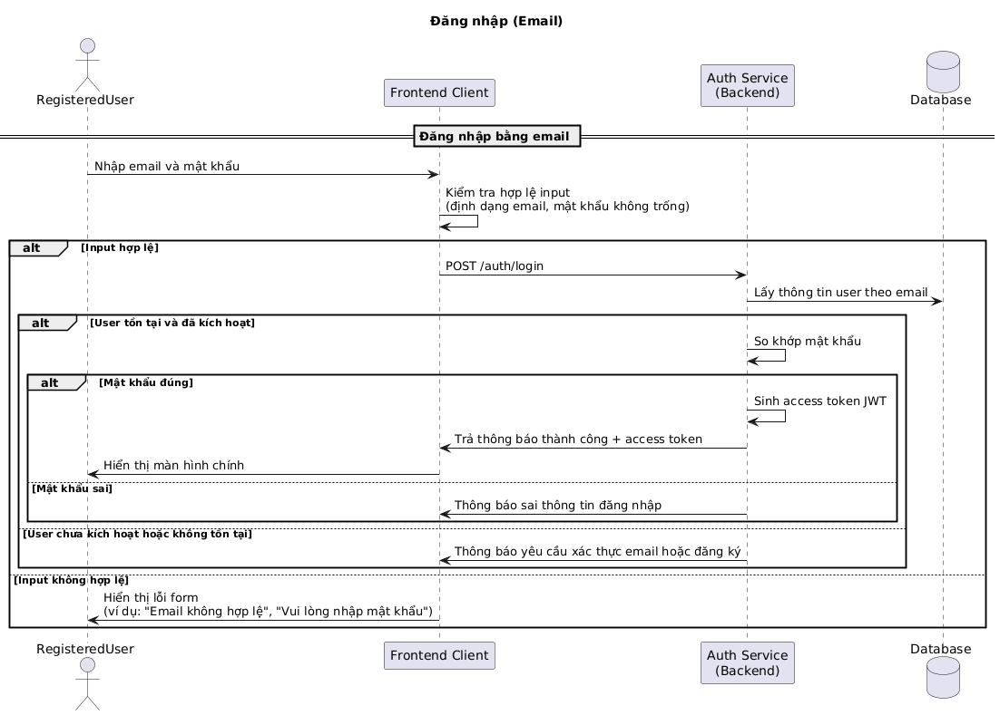 Đăng nhập (Email)
RegisteredUser
Frontend Client
Auth Service
(Backend)
Database
Đăng nhập bằng email
Nhập email và mật khẩu
Kiểm tra hợp lệ input
(định dạng email, mật khẩu không trống)
alt [Input hợp lệ]
POST /auth/login
Lấy thông tin user theo email
alt [User tồn tại và đã kích hoạt]
So khớp mật khẩu
alt [Mật khẩu đúng]
Sinh access token JWT
Trả thông báo thành công + access token
Hiển thị màn hình chính
[Mật khẩu sai]
Thông báo sai thông tin đăng nhập
[User chưa kích hoạt hoặc không tồn tại]
Thông báo yêu cầu xác thực email hoặc đăng ký
[Input không hợp lệ]
Hiển thị lỗi form
(ví dụ: "Email không hợp lệ", "Vui lòng nhập mật khẩu")
RegisteredUser
Frontend Client
Auth Service
(Backend)
Database